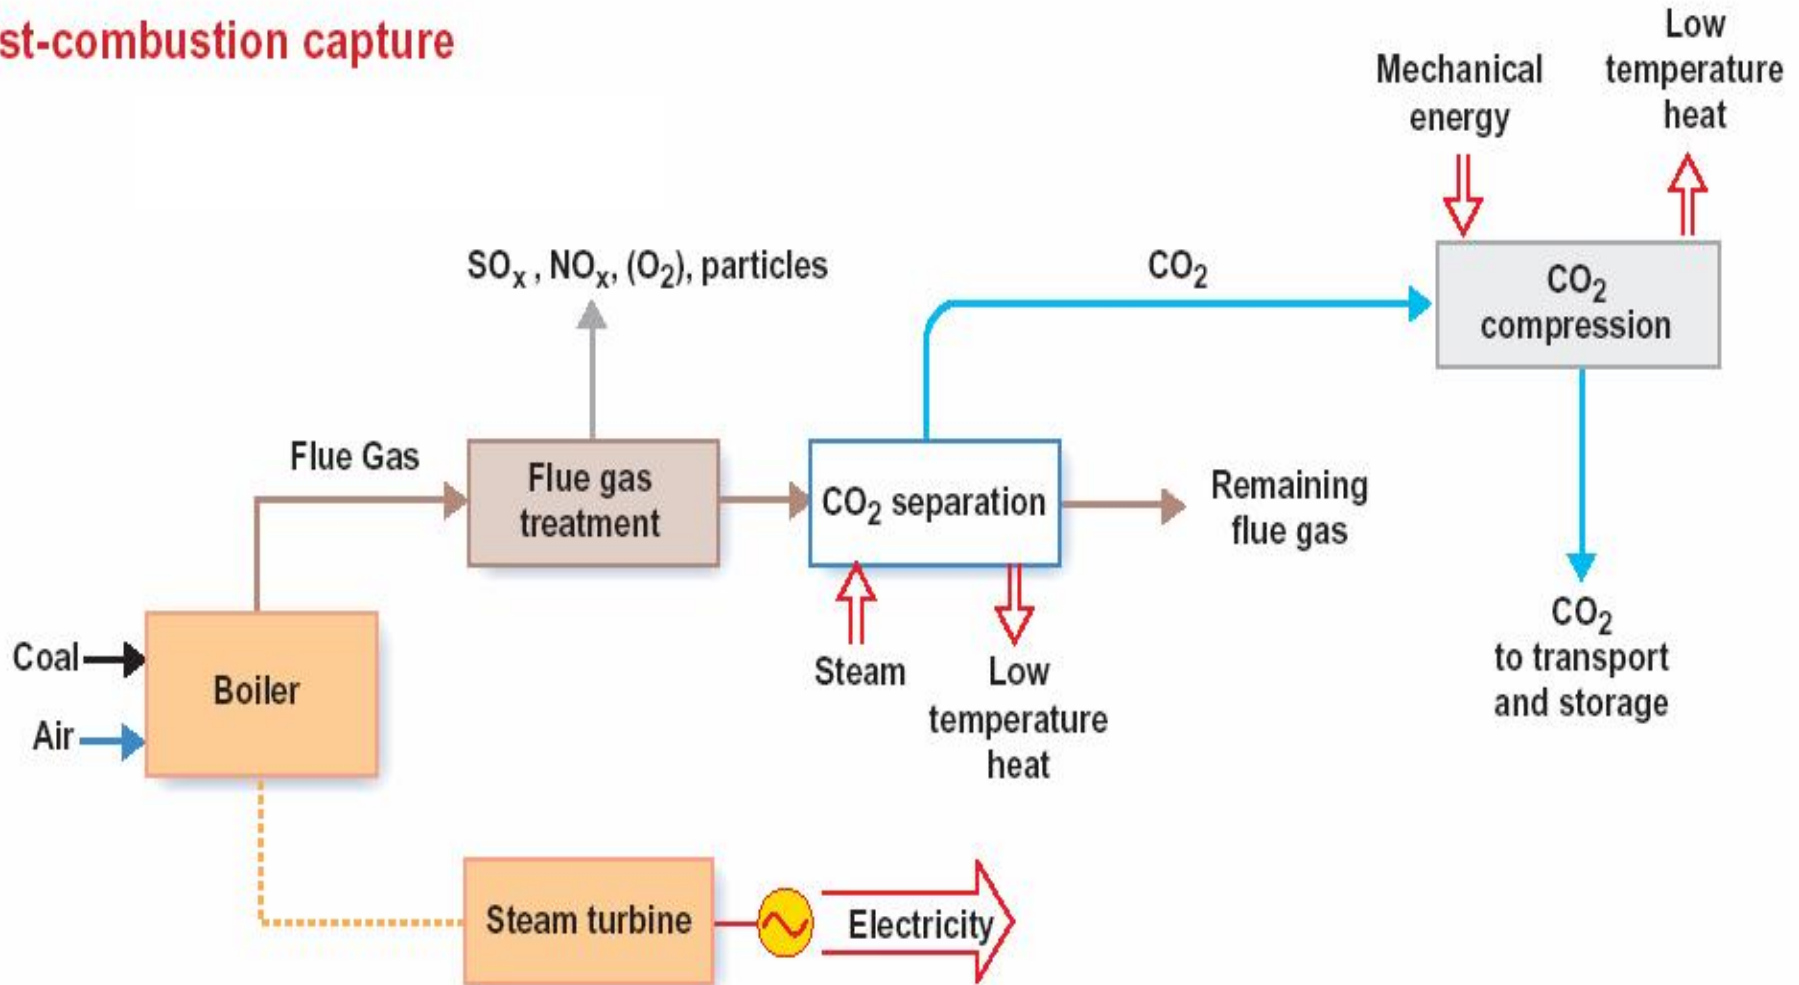 st-combustion capture
Low
temperature
heat
Mechanical
energy
SOₓ , NOₓ, (O₂), particles
CO₂
CO₂
compression
Flue Gas
Flue gas
treatment
CO₂ separation
Remaining
flue gas
Coal
Air
Boiler
Steam
Low
temperature
heat
CO₂
to transport
and storage
Steam turbine
Electricity